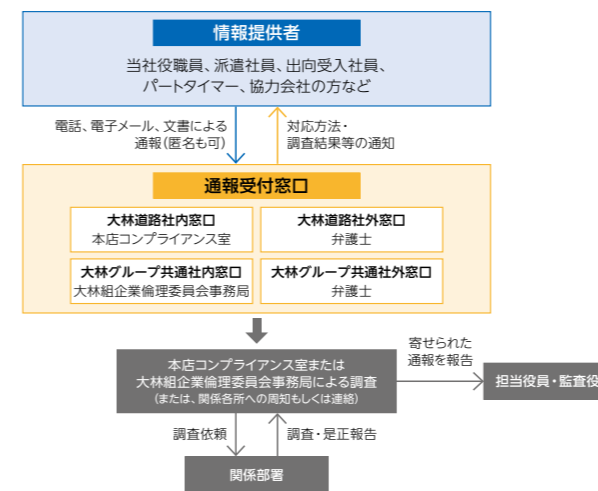 情報提供者
当社役職員、派遣社員、出向受入社員、
パートタイマー、協力会社の方など
電話、電子メール、文書による
通報(匿名も可)
対応方法・
調査結果等の通知
通報受付窓口
大林道路社内窓口
本店コンプライアンス室
大林道路社外窓口
弁護士
大林グループ共通社内窓口
大林組企業倫理委員会事務局
大林グループ共通社外窓口
弁護士
本店コンプライアンス室または
大林組企業倫理委員会事務局による調査
(または、関係各所への周知もしくは連絡)
寄せられた
通報を報告
担当役員・監査役
調査依頼
調査・是正報告
関係部署